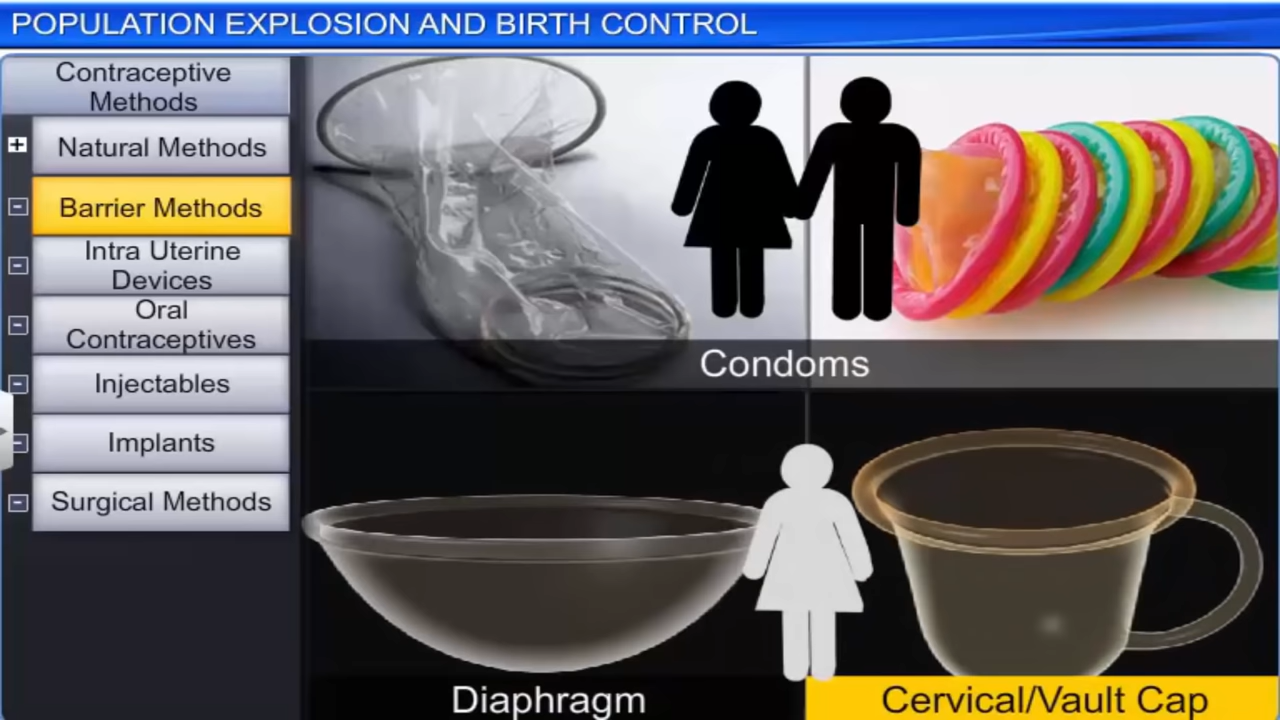 POPULATION EXPLOSION AND BIRTH CONTROL
Contraceptive
Methods
Natural Methods
Barrier Methods
Intra Uterine
Devices
Oral
Contraceptives
Injectables
Implants
Surgical Methods
Condoms
Diaphragm
Cervical/Vault Cap